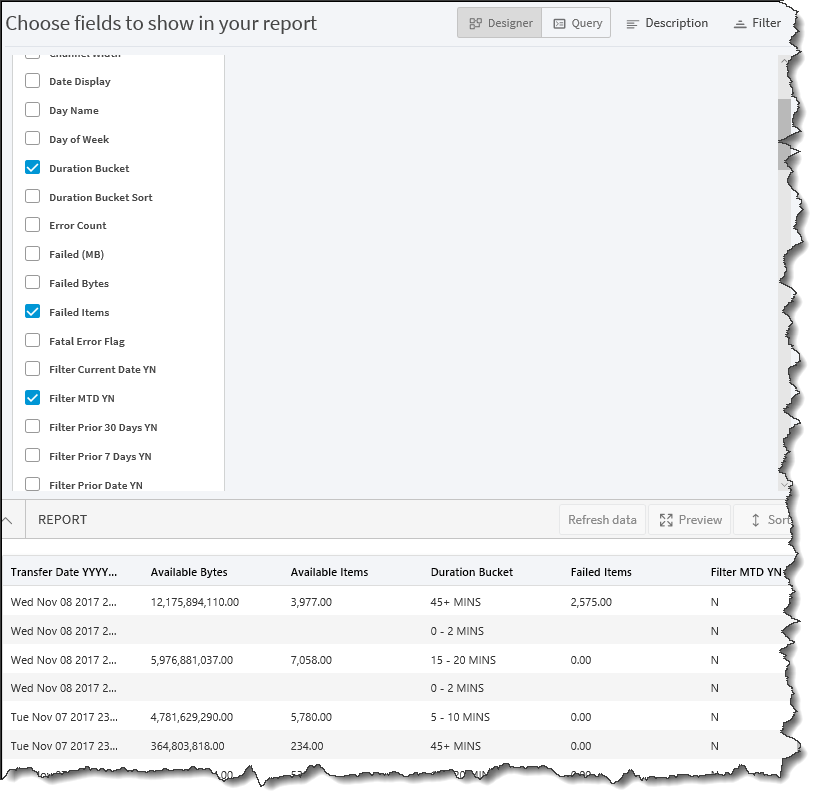 Choose fields to show in your report
Designer Query Description Filter
Channel Width
Date Display
Day Name
Day of Week
Duration Bucket
Duration Bucket Sort
Error Count
Failed (MB)
Failed Bytes
Failed Items
Fatal Error Flag
Filter Current Date YN
Filter MTD YN
Filter Prior 30 Days YN
Filter Prior 7 Days YN
Filter Prior Date YN
REPORT Refresh data Preview Sort
Transfer Date YYYY... Available Bytes Available Items Duration Bucket Failed Items Filter MTD YN
Wed Nov 08 2017 2... 12,175,894,110.00 3,977.00 45+ MINS 2,575.00 N
Wed Nov 08 2017 2... 0 - 2 MINS N
Wed Nov 08 2017 2... 5,976,881,037.00 7,058.00 15 - 20 MINS 0.00 N
Wed Nov 08 2017 2... 0 - 2 MINS N
Tue Nov 07 2017 23... 4,781,629,290.00 5,780.00 5 - 10 MINS 0.00 N
Tue Nov 07 2017 23... 364,803,818.00 234.00 45+ MINS 0.00 N